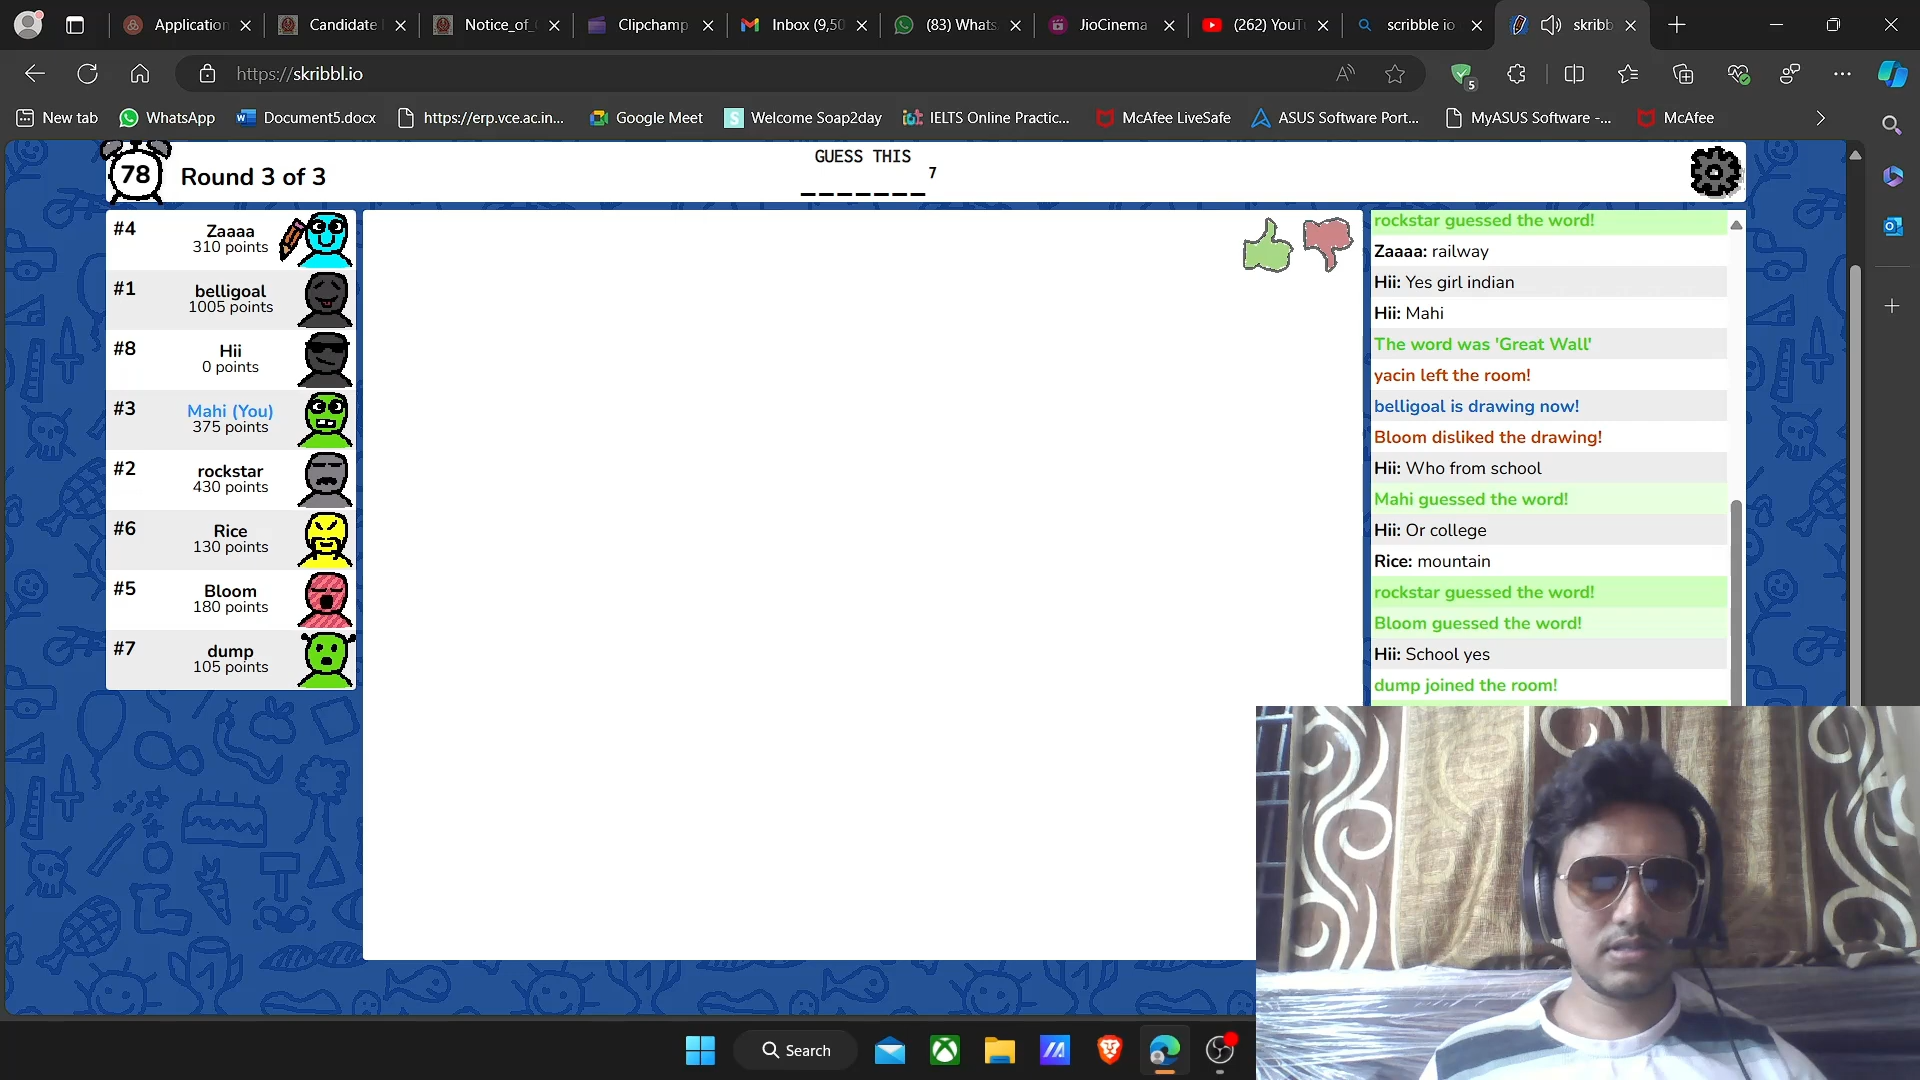 Application
Candidate
Notice_of_
Clipchamp
Inbox (9,50
(83) Whats
JioCinema
(262) YouT
scribble io
skribb
https://skribbl.io
5
New tab
WhatsApp
Document5.docx
https://erp.vce.ac.in...
Google Meet
Welcome Soap2day
IELTS Online Practic...
McAfee LiveSafe
ASUS Software Port...
MyASUS Software -...
McAfee
78
Round 3 of 3
GUESS THIS
_______ 7
#4 Zaaaa
310 points
#1 belligoal
1005 points
#8 Hii
0 points
#3 Mahi (You)
375 points
#2 rockstar
430 points
#6 Rice
130 points
#5 Bloom
180 points
#7 dump
105 points
rockstar guessed the word!
Zaaaa: railway
Hii: Yes girl indian
Hii: Mahi
The word was 'Great Wall'
yacin left the room!
belligoal is drawing now!
Bloom disliked the drawing!
Hii: Who from school
Mahi guessed the word!
Hii: Or college
Rice: mountain
rockstar guessed the word!
Bloom guessed the word!
Hii: School yes
dump joined the room!
Search